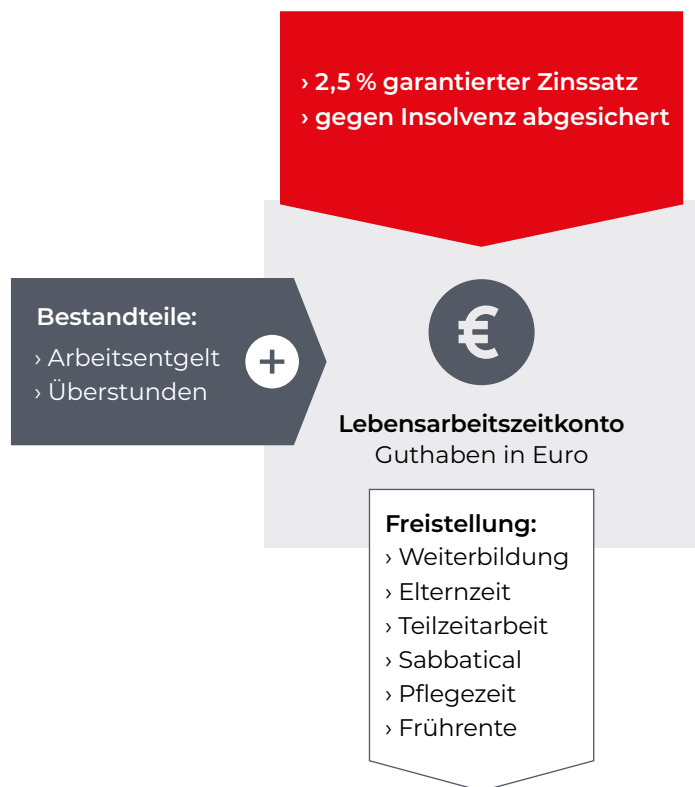 › 2,5 % garantierter Zinssatz
› gegen Insolvenz abgesichert
Bestandteile:
› Arbeitsentgelt
› Überstunden
+
€
Lebensarbeitszeitkonto
Guthaben in Euro
Freistellung:
› Weiterbildung
› Elternzeit
› Teilzeitarbeit
› Sabbatical
› Pflegezeit
› Frührente